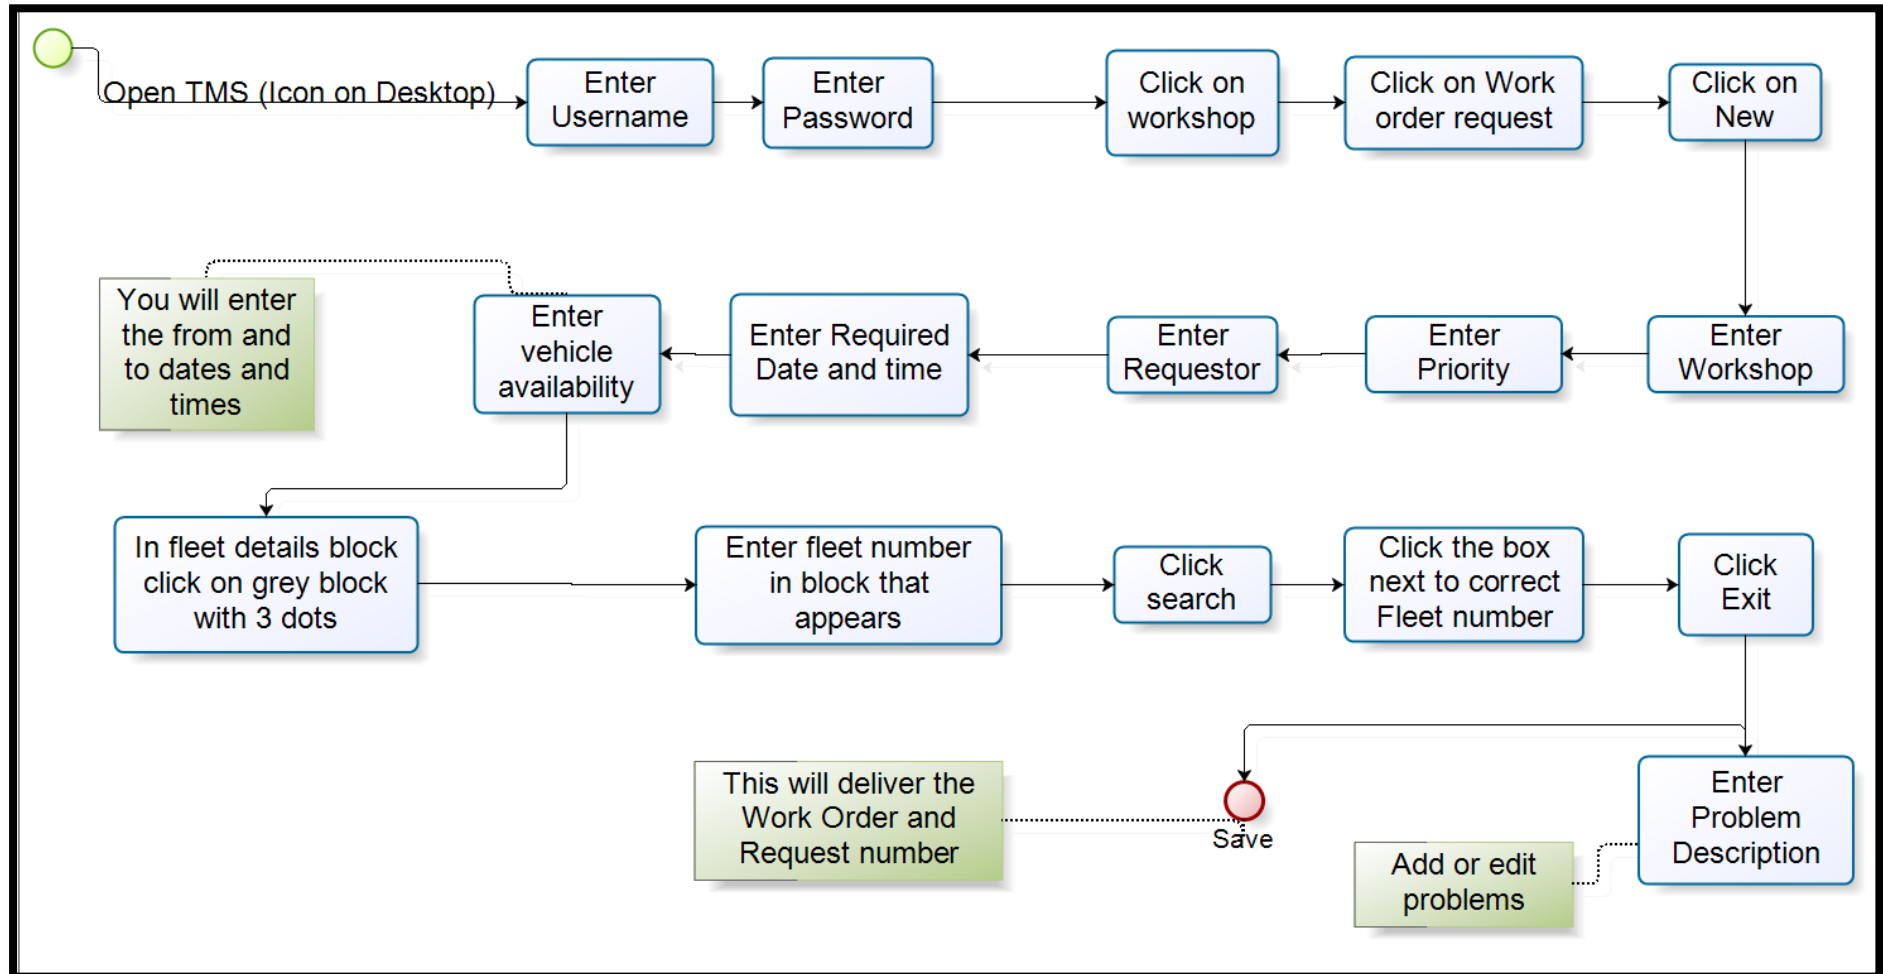 Open TMS (Icon on Desktop)
Enter
Username
Enter
Password
Click on
workshop
Click on Work
order request
Click on
New
You will enter
the from and
to dates and
times
Enter
vehicle
availability
Enter Required
Date and time
Enter
Requestor
Enter
Priority
Enter
Workshop
In fleet details block
click on grey block
with 3 dots
Enter fleet number
in block that
appears
Click
search
Click the box
next to correct
Fleet number
Click
Exit
This will deliver the
Work Order and
Request number
Save
Add or edit
problems
Enter
Problem
Description